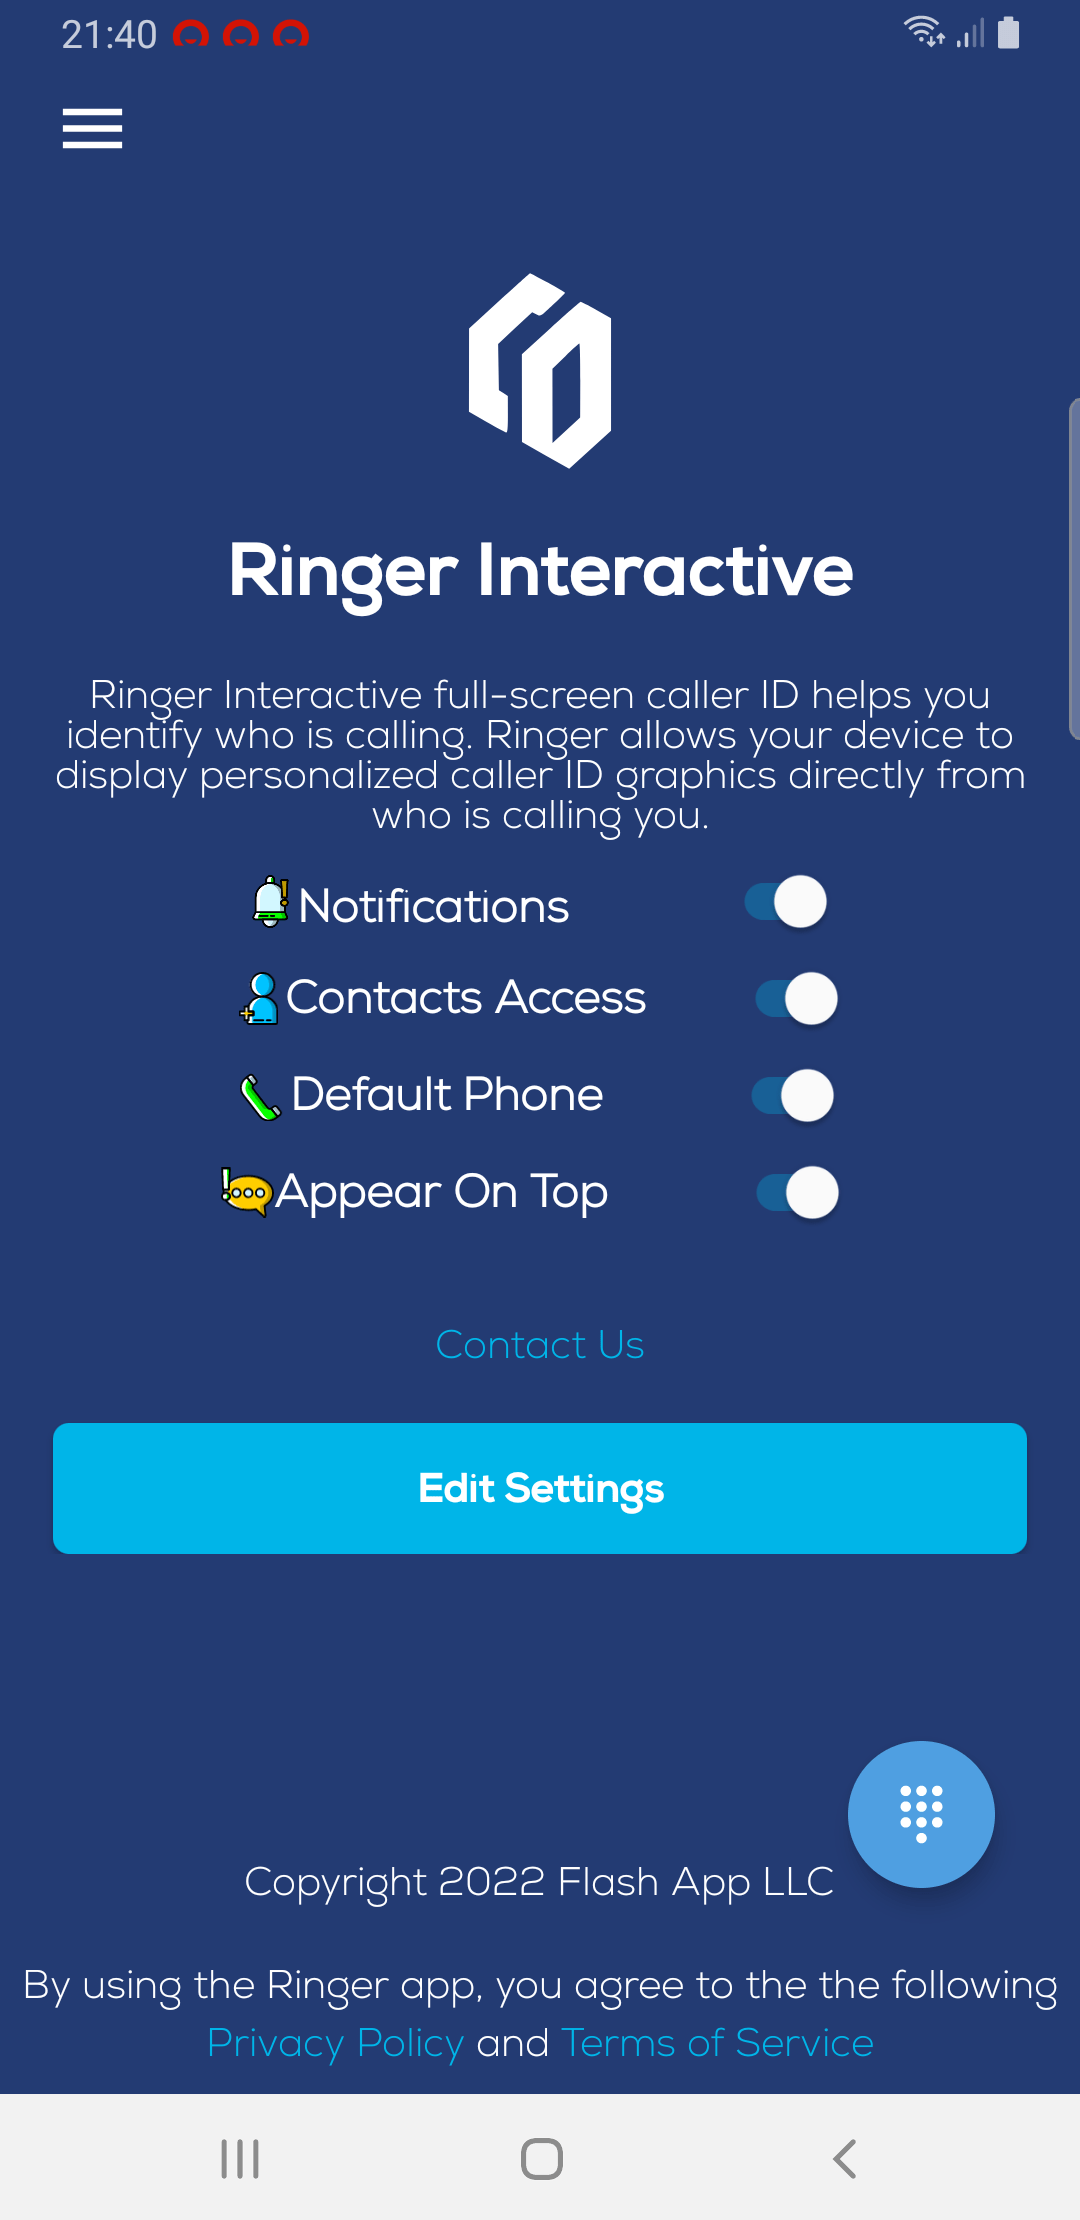 21:40
Ringer Interactive
Ringer Interactive full-screen caller ID helps you
identify who is calling. Ringer allows your device to
display personalized caller ID graphics directly from
who is calling you.
Notifications
Contacts Access
Default Phone
Appear On Top
Contact Us
Edit Settings
Copyright 2022 Flash App LLC
By using the Ringer app, you agree to the the following
Privacy Policy and Terms of Service